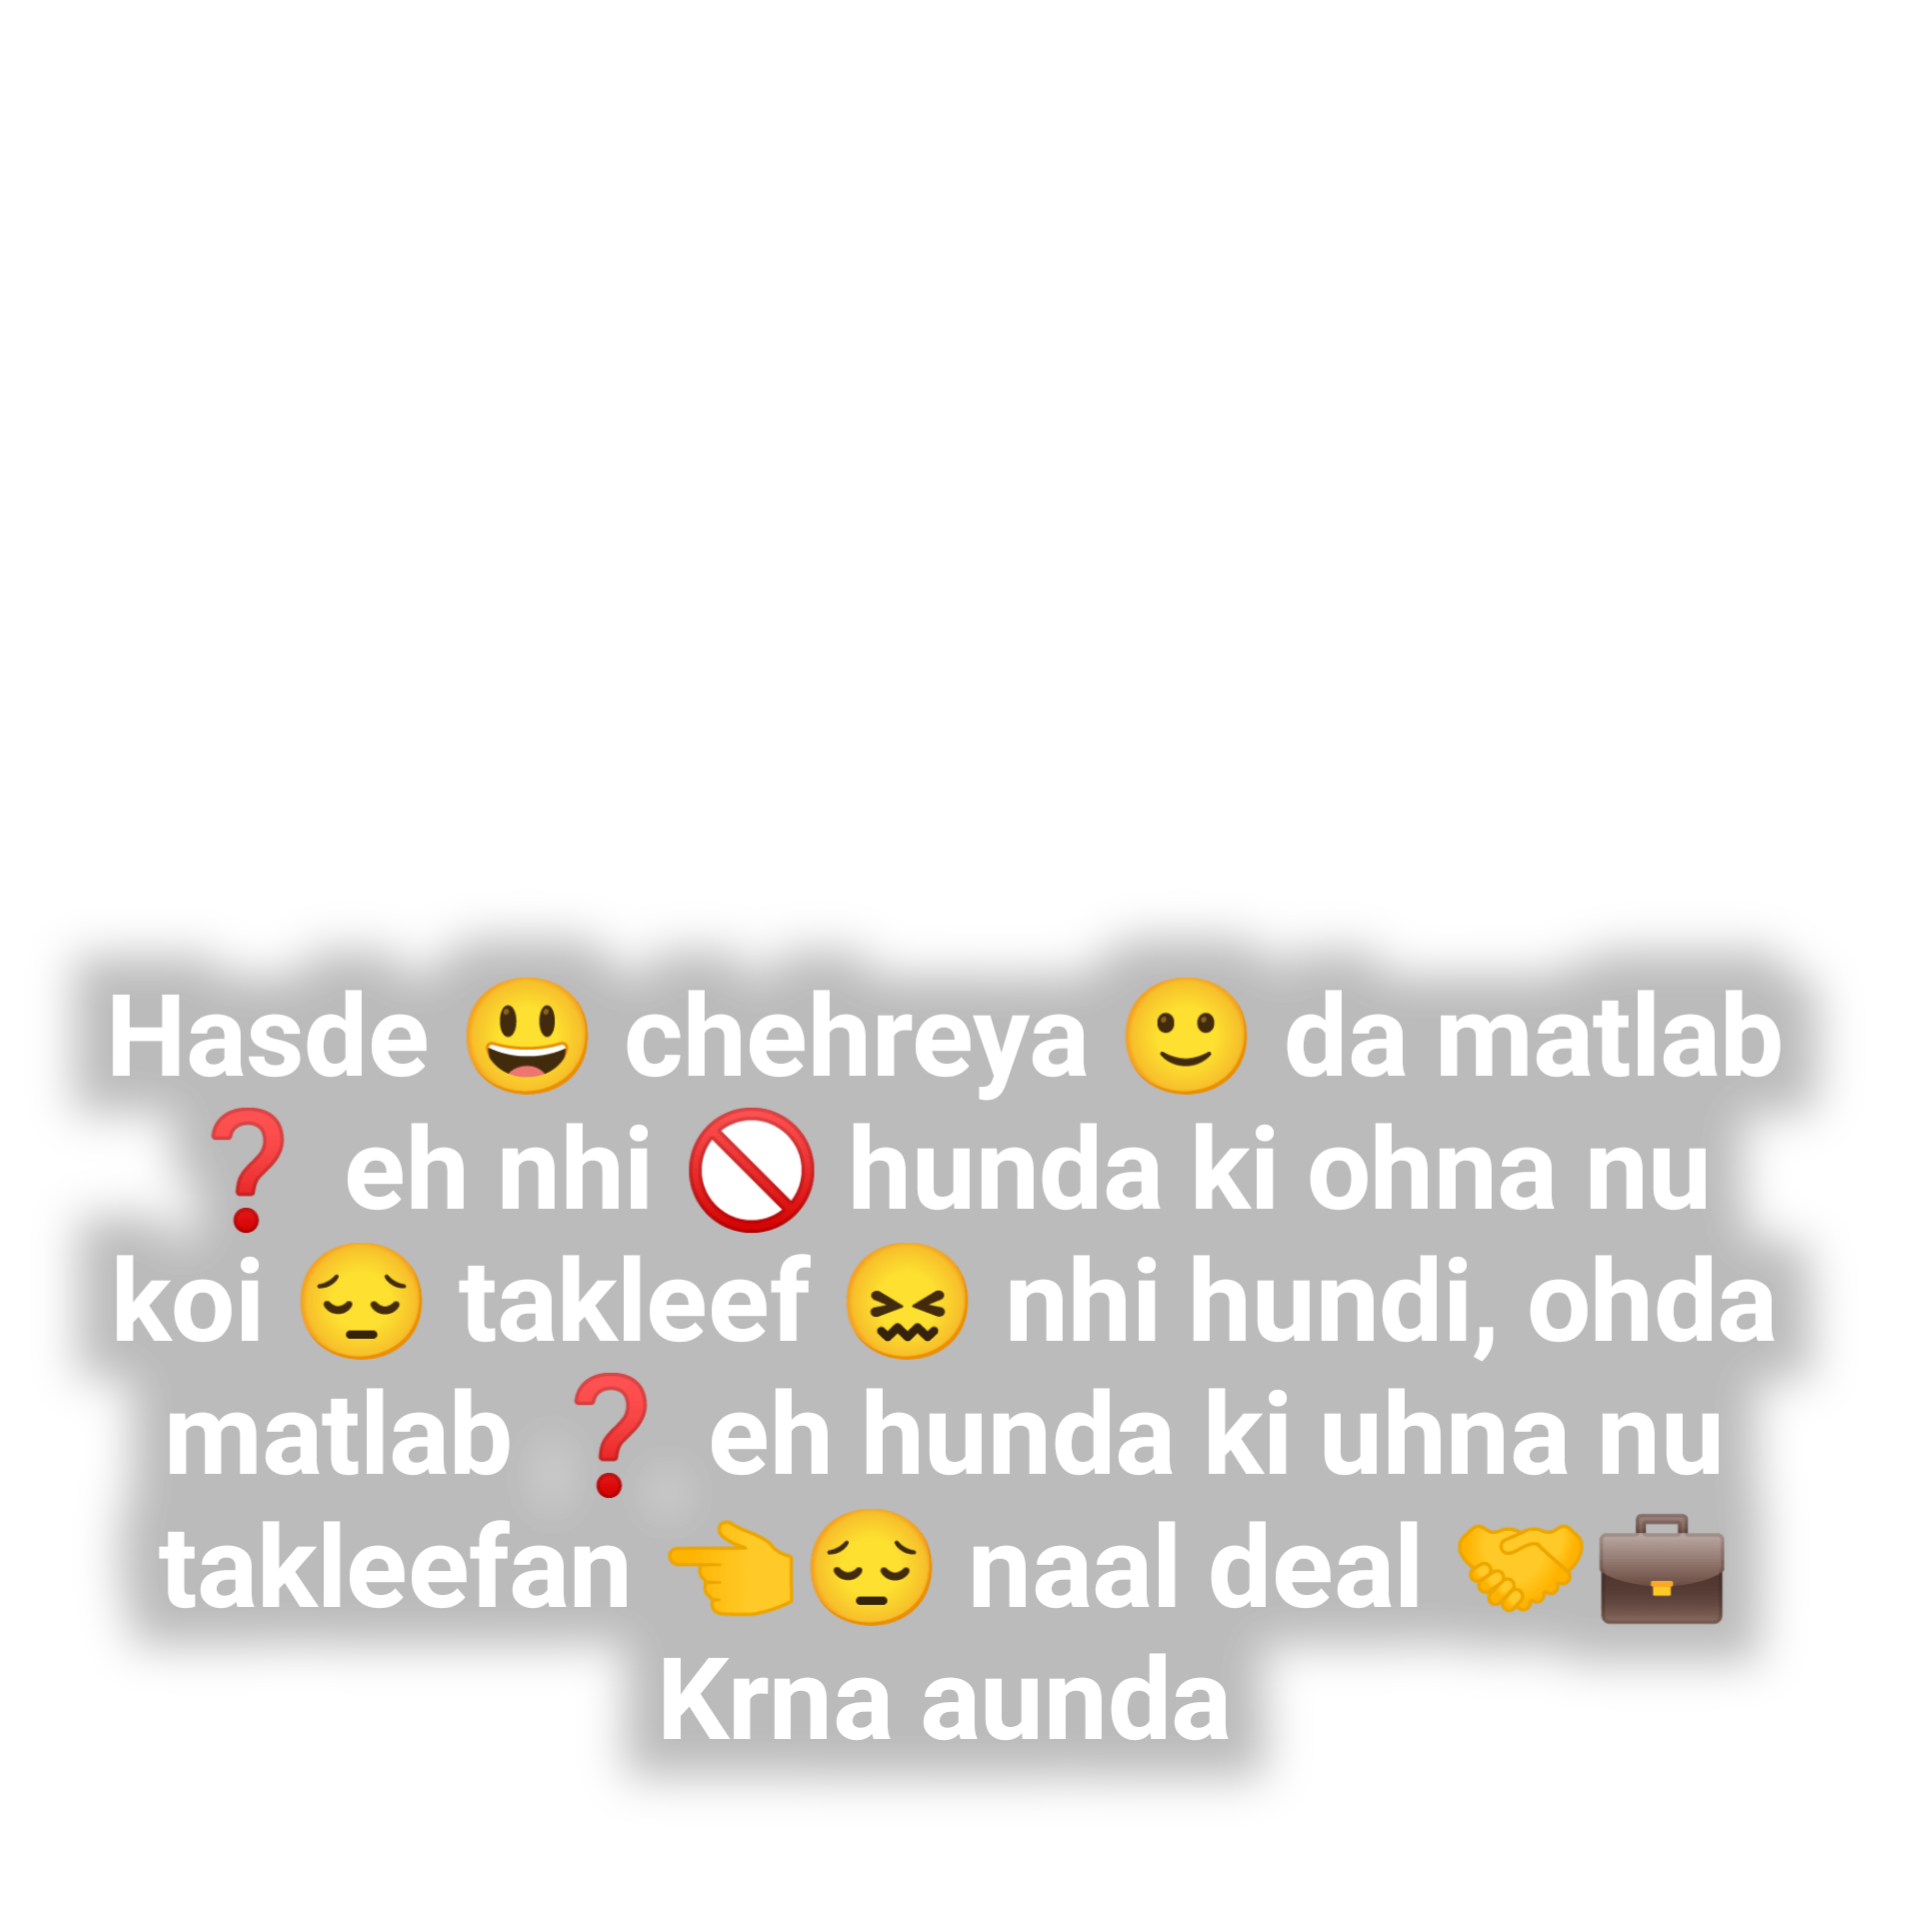 Hasde 😃 chehreya 🙂 da matlab
❓ eh nhi 🚫 hunda ki ohna nu
koi 😔 takleef 😖 nhi hundi, ohda
matlab ❓ eh hunda ki uhna nu
takleefan 👈😔 naal deal 🤝💼
Krna aunda